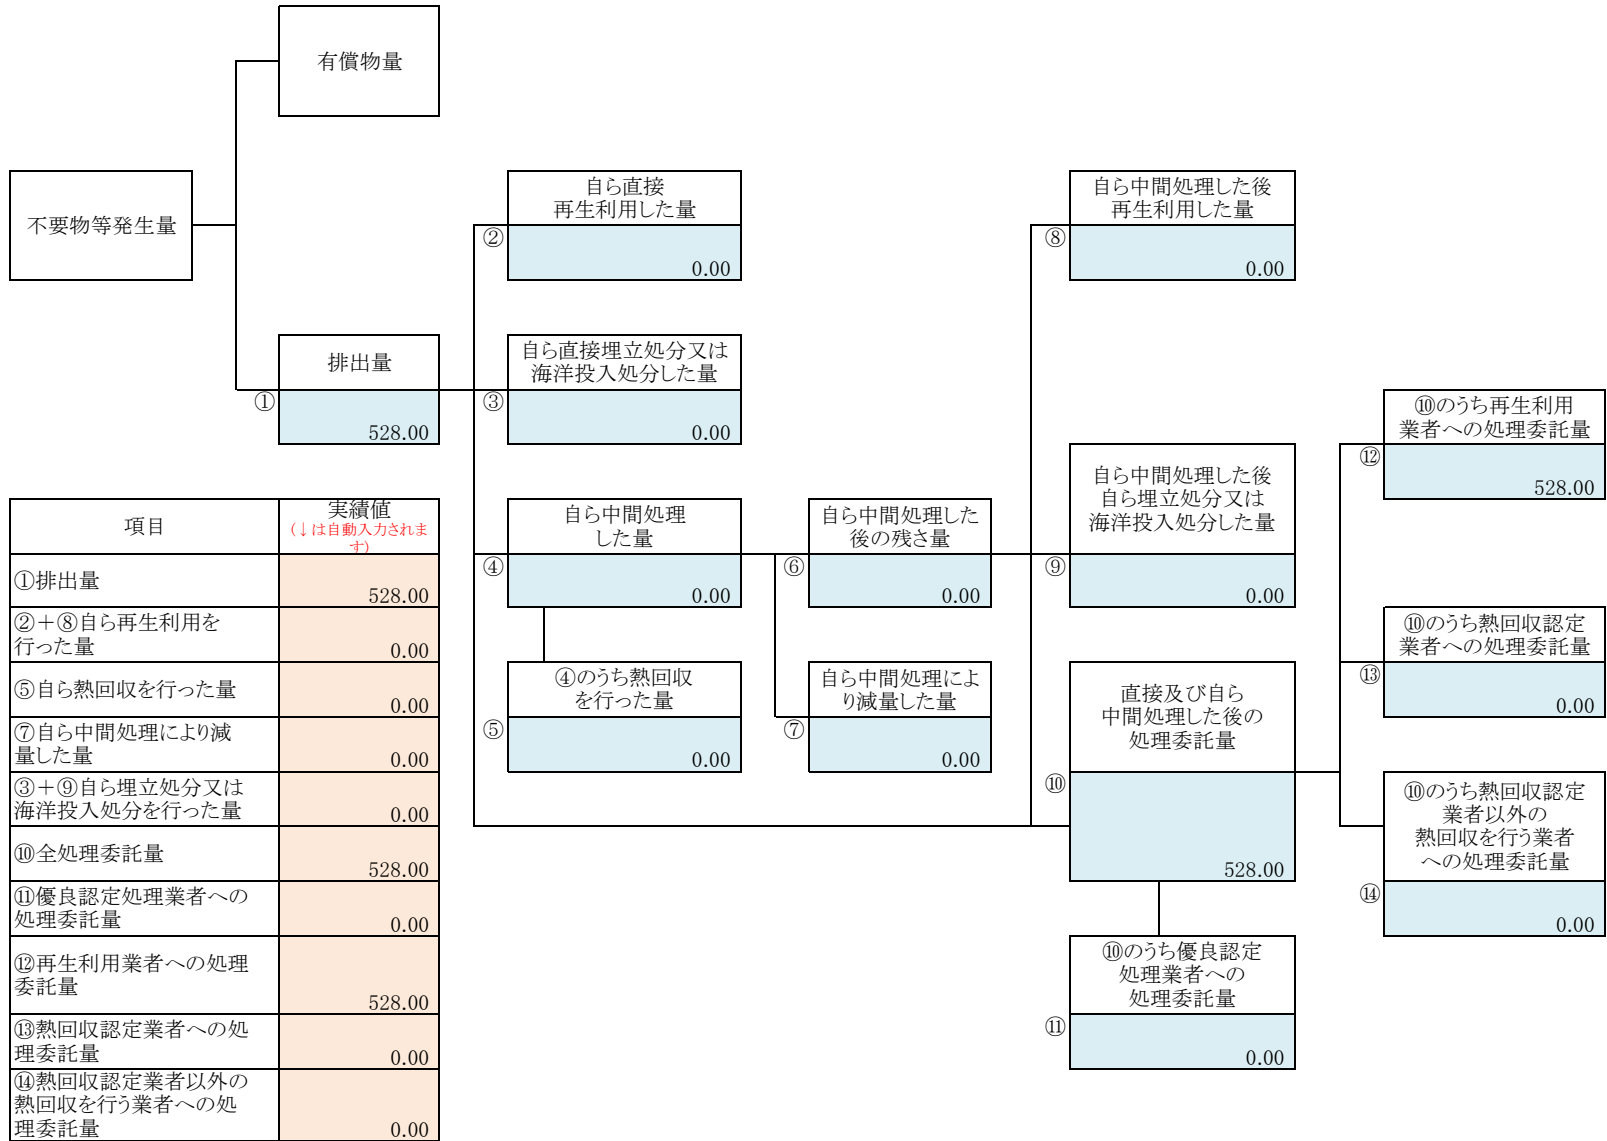 有償物量
不要物等発生量
自ら直接
再生利用した量
②
0.00
自ら中間処理した後
再生利用した量
⑧
0.00
排出量
①
528.00
自ら直接埋立処分又は
海洋投入処分した量
③
0.00
⑩のうち再生利用
業者への処理委託量
⑫
528.00
自ら中間処理
した量
④
0.00
自ら中間処理した
後の残さ量
⑥
0.00
自ら中間処理した後
自ら埋立処分又は
海洋投入処分した量
⑨
0.00
⑩のうち熱回収認定
業者への処理委託量
⑬
0.00
④のうち熱回収
を行った量
⑤
0.00
自ら中間処理によ
り減量した量
⑦
0.00
直接及び自ら
中間処理した後の
処理委託量
⑩
528.00
⑩のうち熱回収認定
業者以外の
熱回収を行う業者
への処理委託量
⑭
0.00
⑩のうち優良認定
処理業者への
処理委託量
⑪
0.00
項目
実績値
(↓は自動入力されま
す)
①排出量
528.00
②＋⑧自ら再生利用を
行った量
0.00
⑤自ら熱回収を行った量
0.00
⑦自ら中間処理により減
量した量
0.00
③＋⑨自ら埋立処分又は
海洋投入処分を行った量
0.00
⑩全処理委託量
528.00
⑪優良認定処理業者への
処理委託量
0.00
⑫再生利用業者への処理
委託量
528.00
⑬熱回収認定業者への処
理委託量
0.00
⑭熱回収認定業者以外の
熱回収を行う業者への処
理委託量
0.00